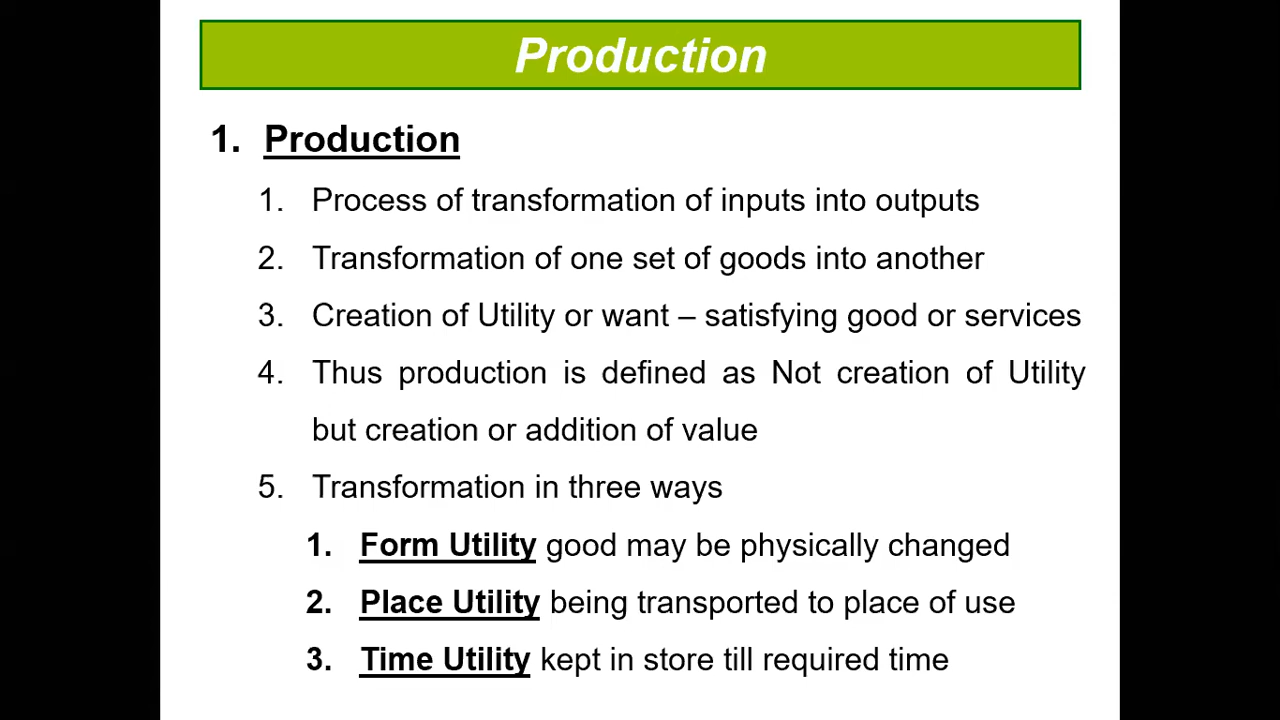 Production
1. Production
1. Process of transformation of inputs into outputs
2. Transformation of one set of goods into another
3. Creation of Utility or want – satisfying good or services
4. Thus production is defined as Not creation of Utility
but creation or addition of value
5. Transformation in three ways
1. Form Utility good may be physically changed
2. Place Utility being transported to place of use
3. Time Utility kept in store till required time